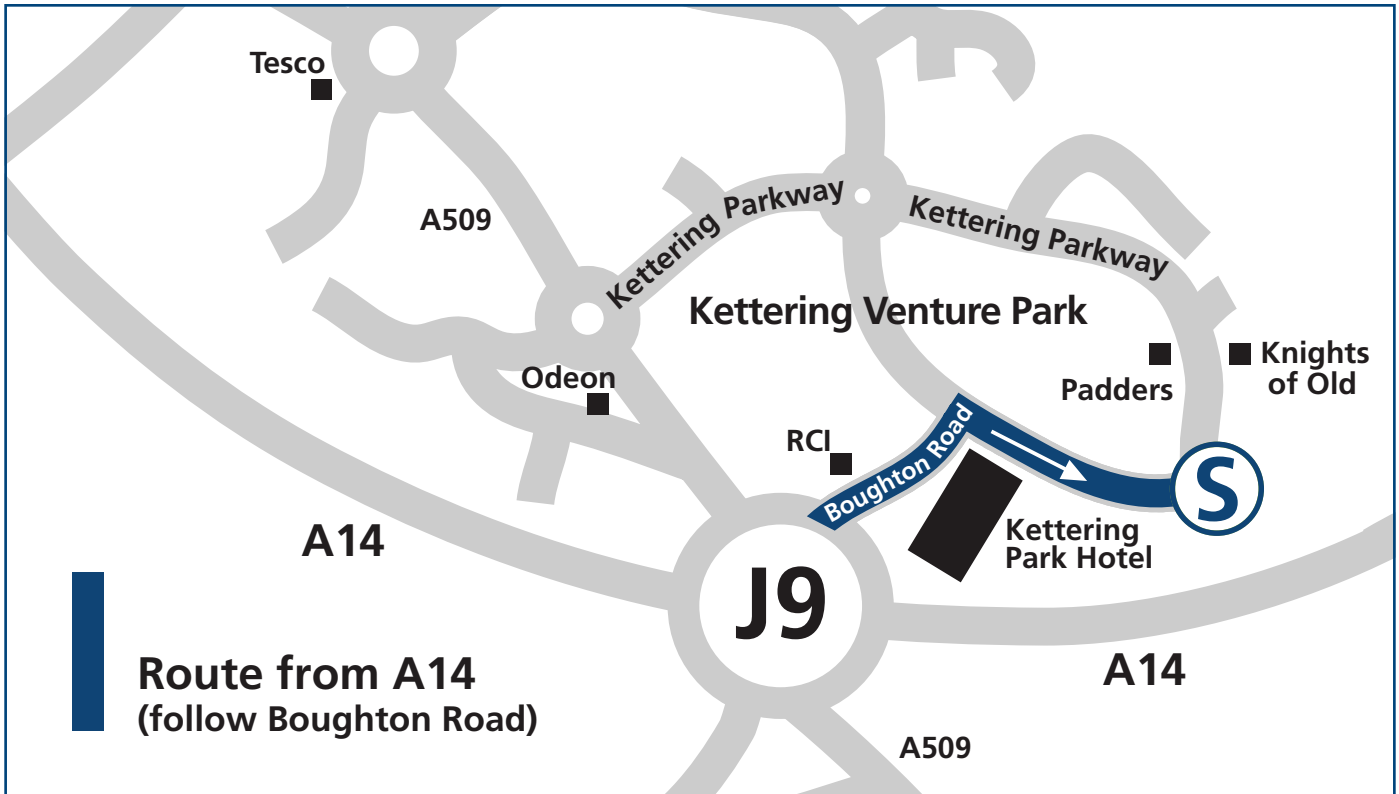 Tesco
A509
Kettering Parkway
Kettering Parkway
Kettering Venture Park
Odeon
Padders
Knights
of Old
RCI
Boughton Road
S
Kettering
Park Hotel
A14
J9
Route from A14
(follow Boughton Road)
A14
A509